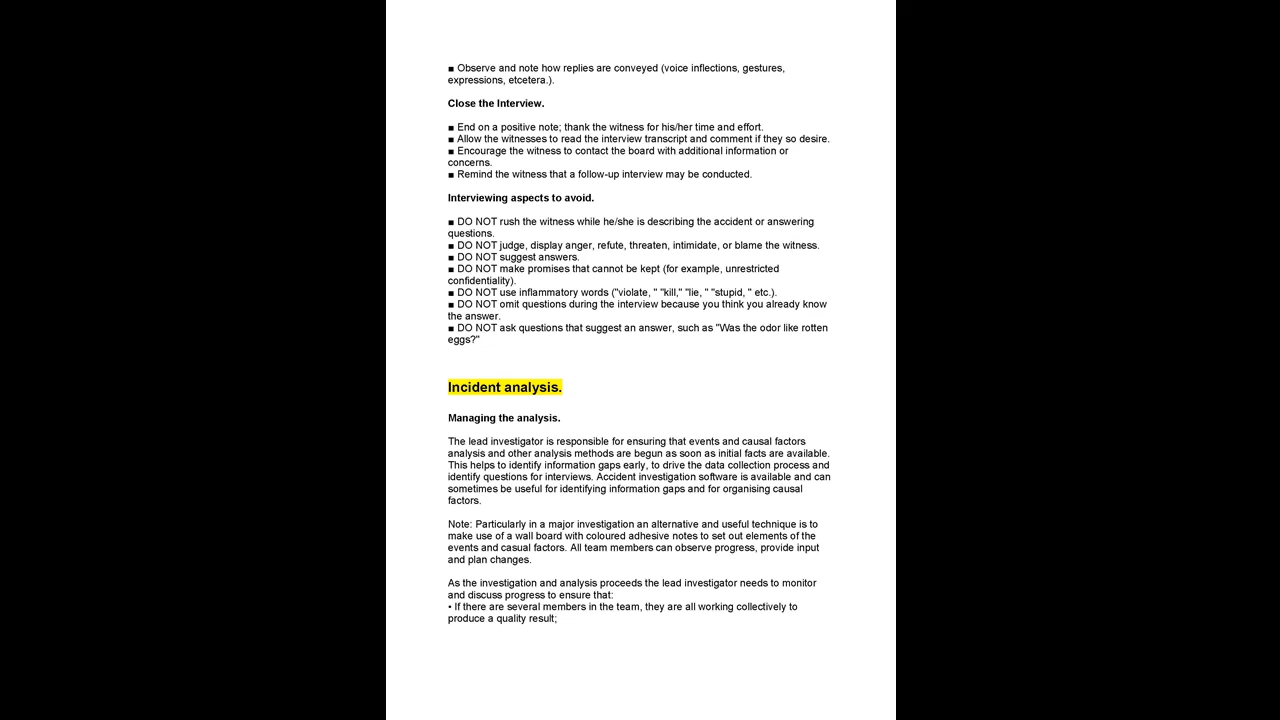 ■ Observe and note how replies are conveyed (voice inflections, gestures,
expressions, etcetera.).
Close the Interview.
■ End on a positive note; thank the witness for his/her time and effort.
■ Allow the witnesses to read the interview transcript and comment if they so desire.
■ Encourage the witness to contact the board with additional information or
concerns.
■ Remind the witness that a follow-up interview may be conducted.
Interviewing aspects to avoid.
■ DO NOT rush the witness while he/she is describing the accident or answering
questions.
■ DO NOT judge, display anger, refute, threaten, intimidate, or blame the witness.
■ DO NOT suggest answers.
■ DO NOT make promises that cannot be kept (for example, unrestricted
confidentiality).
■ DO NOT use inflammatory words ("violate, " "kill," "lie, " "stupid, " etc.).
■ DO NOT omit questions during the interview because you think you already know
the answer.
■ DO NOT ask questions that suggest an answer, such as "Was the odor like rotten
eggs?"
Incident analysis.
Managing the analysis.
The lead investigator is responsible for ensuring that events and causal factors
analysis and other analysis methods are begun as soon as initial facts are available.
This helps to identify information gaps early, to drive the data collection process and
identify questions for interviews. Accident investigation software is available and can
sometimes be useful for identifying information gaps and for organising causal
factors.
Note: Particularly in a major investigation an alternative and useful technique is to
make use of a wall board with coloured adhesive notes to set out elements of the
events and casual factors. All team members can observe progress, provide input
and plan changes.
As the investigation and analysis proceeds the lead investigator needs to monitor
and discuss progress to ensure that:
• If there are several members in the team, they are all working collectively to
produce a quality result;